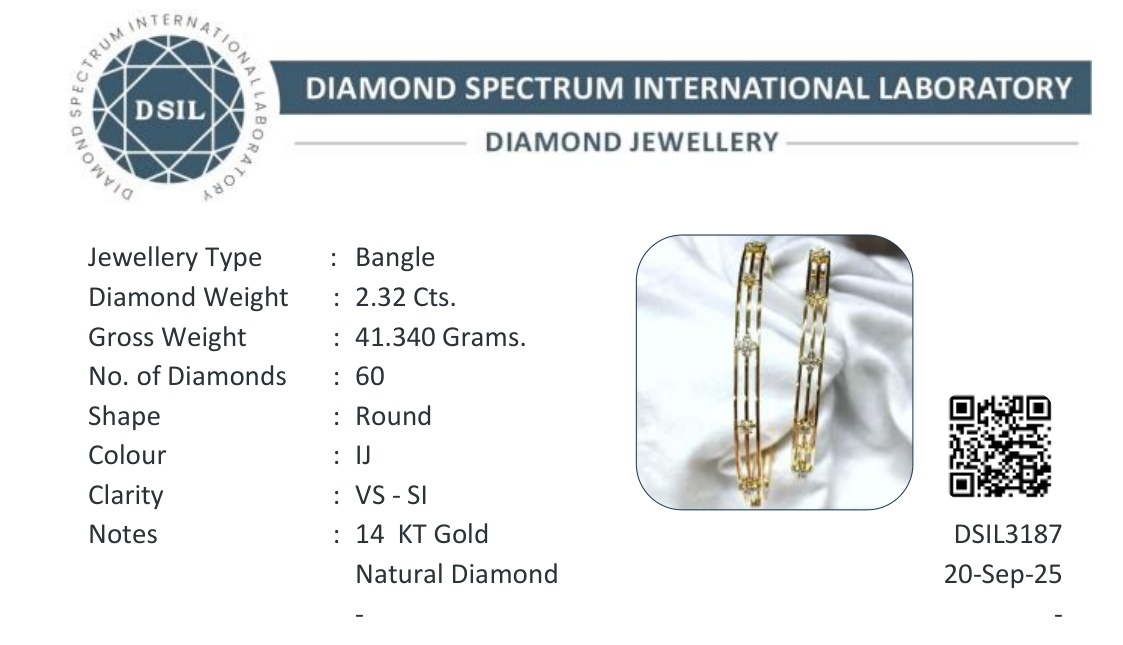 DIAMOND SPECTRUM INTERNATIONAL LABORATORY
DSIL
DIAMOND SPECTRUM INTERNATIONAL LABORATORY
DIAMOND JEWELLERY
Jewellery Type : Bangle
Diamond Weight : 2.32 Cts.
Gross Weight : 41.340 Grams.
No. of Diamonds : 60
Shape : Round
Colour : IJ
Clarity : VS - SI
Notes : 14 KT Gold
DSIL3187
Natural Diamond
20-Sep-25
-
-